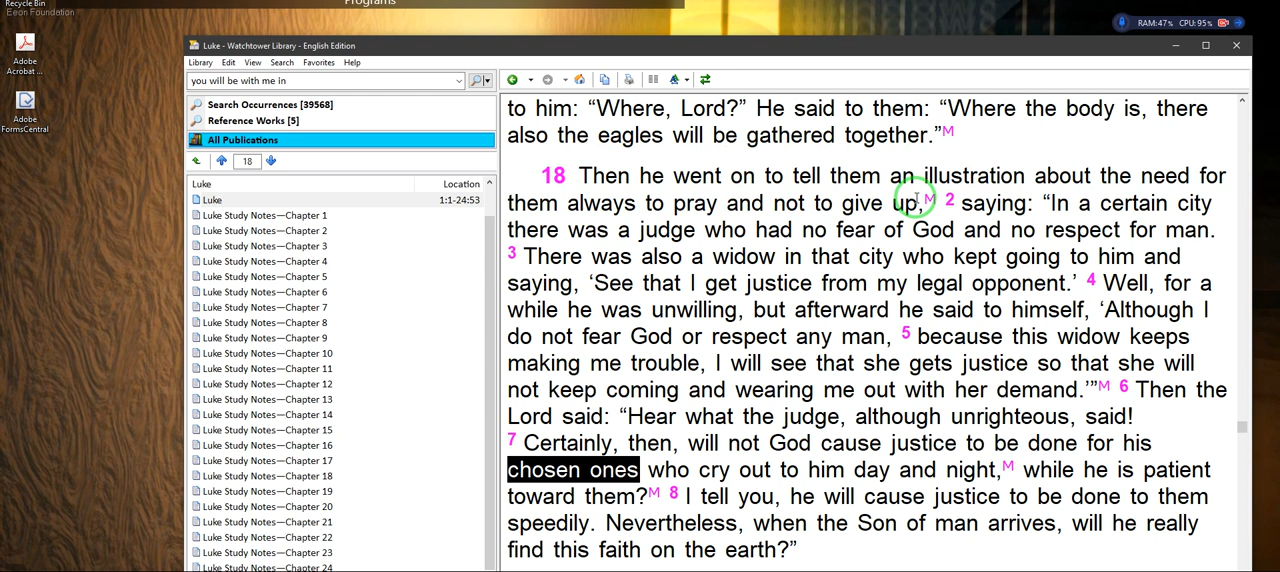 Programs
Recycle Bin
Eeon Foundation
RAM:47% CPU:95%
Adobe
Acrobat ...
Adobe
FormsCentral
Luke - Watchtower Library - English Edition
Library Edit View Search Favorites Help
you will be with me in
Search Occurrences [39568]
Reference Works [5]
All Publications
18
Luke Location
Luke 1:1-24:53
Luke Study Notes—Chapter 1
Luke Study Notes—Chapter 2
Luke Study Notes—Chapter 3
Luke Study Notes—Chapter 4
Luke Study Notes—Chapter 5
Luke Study Notes—Chapter 6
Luke Study Notes—Chapter 7
Luke Study Notes—Chapter 8
Luke Study Notes—Chapter 9
Luke Study Notes—Chapter 10
Luke Study Notes—Chapter 11
Luke Study Notes—Chapter 12
Luke Study Notes—Chapter 13
Luke Study Notes—Chapter 14
Luke Study Notes—Chapter 15
Luke Study Notes—Chapter 16
Luke Study Notes—Chapter 17
Luke Study Notes—Chapter 18
Luke Study Notes—Chapter 19
Luke Study Notes—Chapter 20
Luke Study Notes—Chapter 21
Luke Study Notes—Chapter 22
Luke Study Notes—Chapter 23
Luke Study Notes—Chapter 24
to him: “Where, Lord?” He said to them: “Where the body is, there
also the eagles will be gathered together.”M
18 Then he went on to tell them an illustration about the need for
them always to pray and not to give up,M 2 saying: “In a certain city
there was a judge who had no fear of God and no respect for man.
3 There was also a widow in that city who kept going to him and
saying, ‘See that I get justice from my legal opponent.’ 4 Well, for a
while he was unwilling, but afterward he said to himself, ‘Although I
do not fear God or respect any man, 5 because this widow keeps
making me trouble, I will see that she gets justice so that she will
not keep coming and wearing me out with her demand.’”M 6 Then the
Lord said: “Hear what the judge, although unrighteous, said!
7 Certainly, then, will not God cause justice to be done for his
chosen ones who cry out to him day and night,M while he is patient
toward them?M 8 I tell you, he will cause justice to be done to them
speedily. Nevertheless, when the Son of man arrives, will he really
find this faith on the earth?”